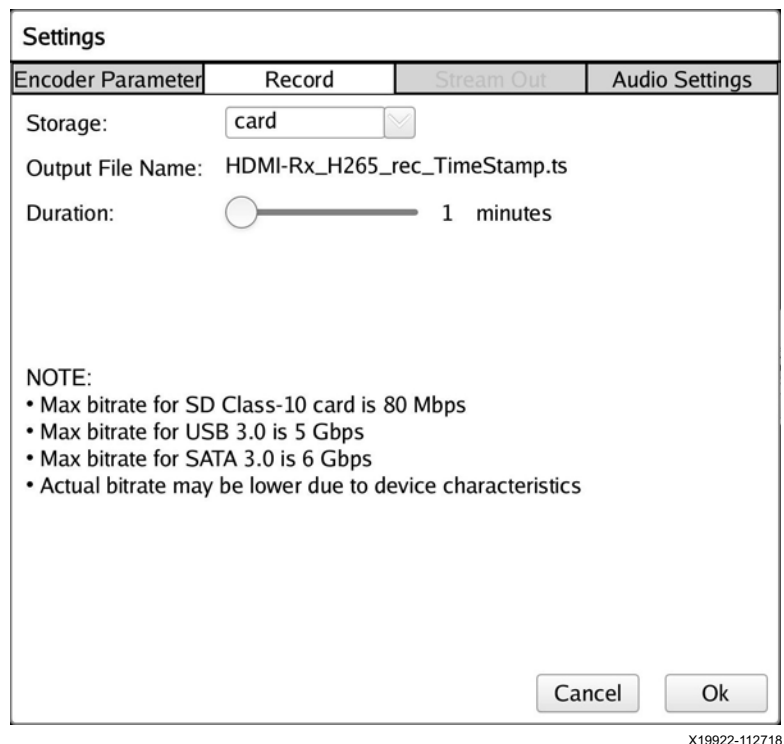 Settings
Encoder Parameter Record Stream Out Audio Settings
Storage: card
Output File Name: HDMI-Rx_H265_rec_TimeStamp.ts
Duration: 1 minutes
NOTE:
• Max bitrate for SD Class-10 card is 80 Mbps
• Max bitrate for USB 3.0 is 5 Gbps
• Max bitrate for SATA 3.0 is 6 Gbps
• Actual bitrate may be lower due to device characteristics
Cancel Ok
X19922-112718